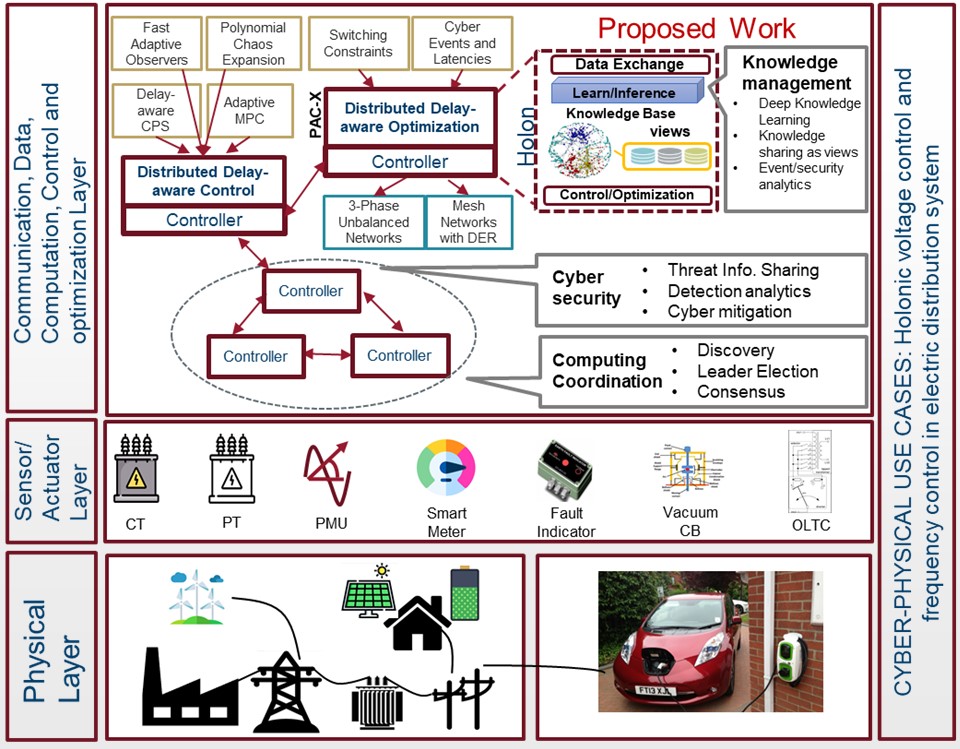 Communication, Data,
Computation, Control and
optimization Layer
Fast
Adaptive
Observers
Polynomial
Chaos
Expansion
Switching
Constraints
Cyber
Events and
Latencies
Delay-
aware
CPS
Adaptive
MPC
PAC-X
Distributed Delay-
aware Optimization
Controller
Distributed Delay-
aware Control
Controller
3-Phase
Unbalanced
Networks
Mesh
Networks
with DER
Proposed Work
Holon
Data Exchange
Learn/Inference
Knowledge Base
views
Control/Optimization
Knowledge
management
• Deep Knowledge
Learning
• Knowledge
sharing as views
• Event/security
analytics
Controller
Controller
Controller
Cyber
security
• Threat Info. Sharing
• Detection analytics
• Cyber mitigation
Computing
Coordination
• Discovery
• Leader Election
• Consensus
Sensor/
Actuator
Layer
CT
PT
PMU
Smart
Meter
Fault
Indicator
Vacuum
CB
OLTC
Physical
Layer
FT13 XJL
CYBER-PHYSICAL USE CASES: Holonic voltage control and
frequency control in electric distribution system